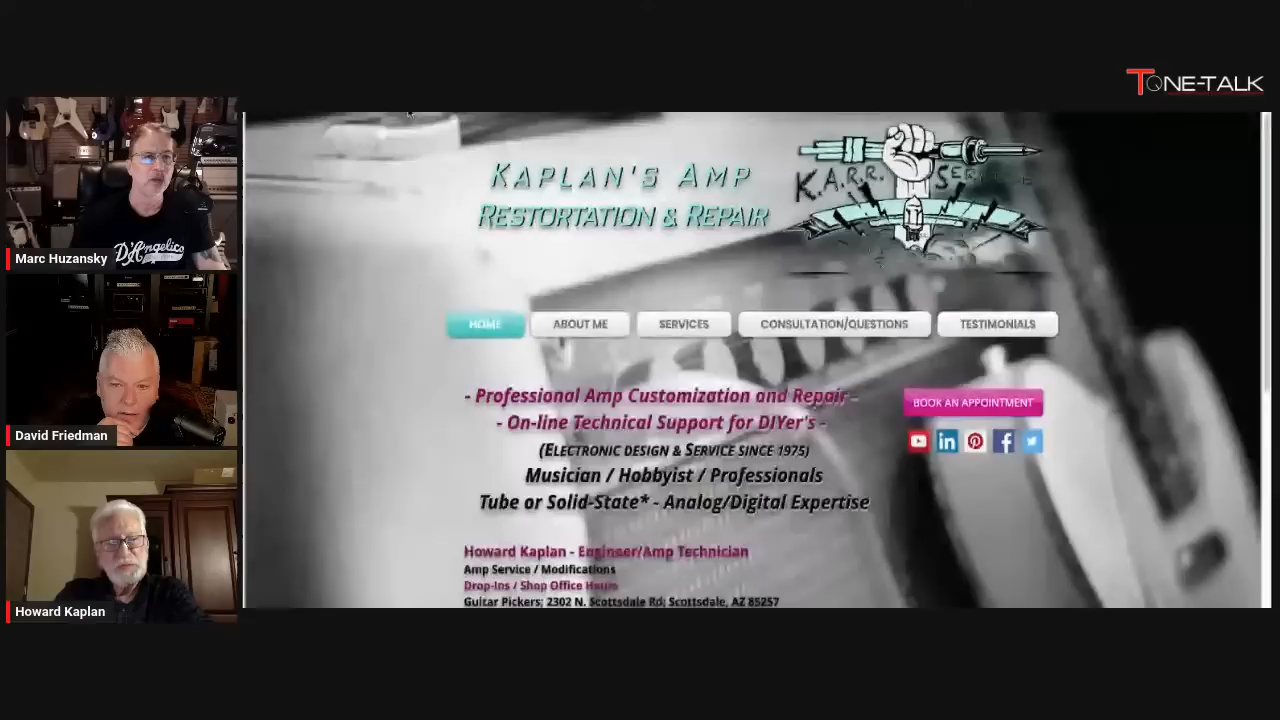 TONE-TALK
D'Angelico
Marc Huzansky
David Friedman
Howard Kaplan
KAPLAN'S AMP
RESTORTATION & REPAIR
K.A.R.R. SERVICE
HOME
ABOUT ME
SERVICES
CONSULTATION/QUESTIONS
TESTIMONIALS
- Professional Amp Customization and Repair -
- On-line Technical Support for DIYer's -
(ELECTRONIC DESIGN & SERVICE SINCE 1975)
Musician / Hobbyist / Professionals
Tube or Solid-State* - Analog/Digital Expertise
BOOK AN APPOINTMENT
Howard Kaplan - Engineer/Amp Technician
Amp Service / Modifications
Drop-Ins / Shop Office Hours
Guitar Pickers; 2302 N. Scottsdale Rd; Scottsdale, AZ 85257